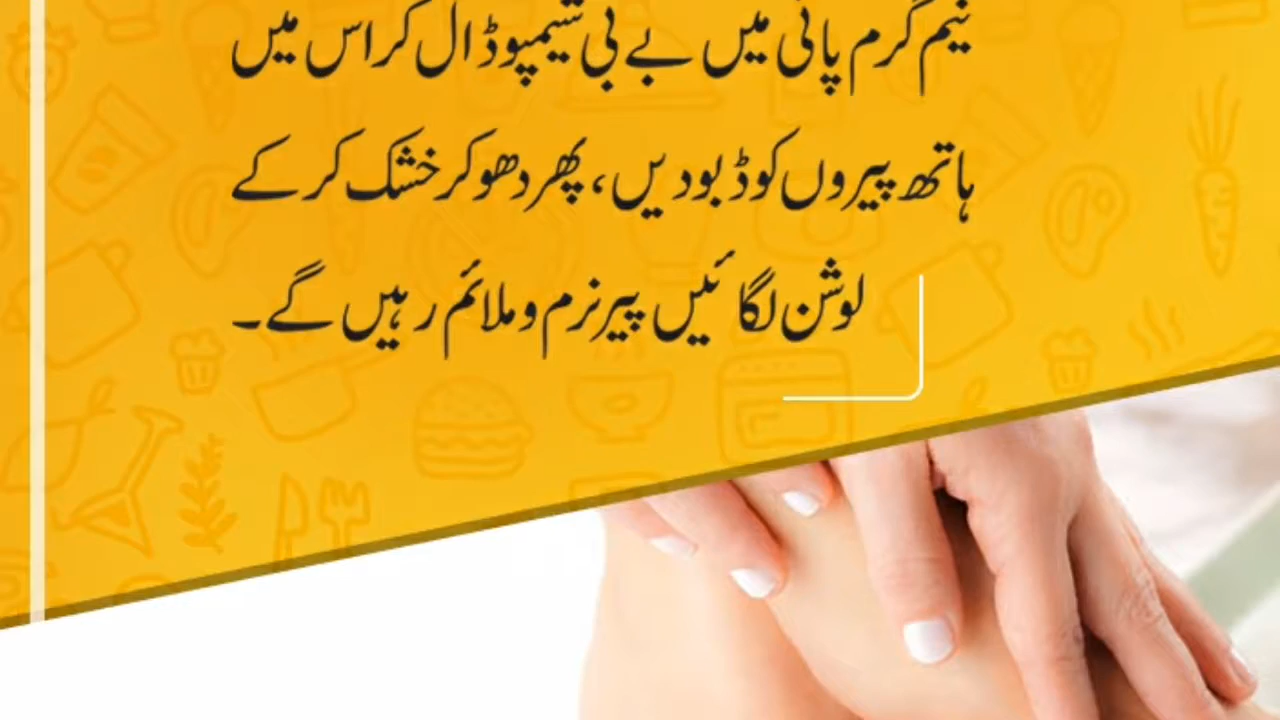 نیم گرم پانی میں بے بی شیمپو ڈال کر اس میں
ہاتھ پیروں کو ڈبو دیں، پھر دھو کر خشک کر کے
لوشن لگائیں پیر نرم و ملائم رہیں گے۔